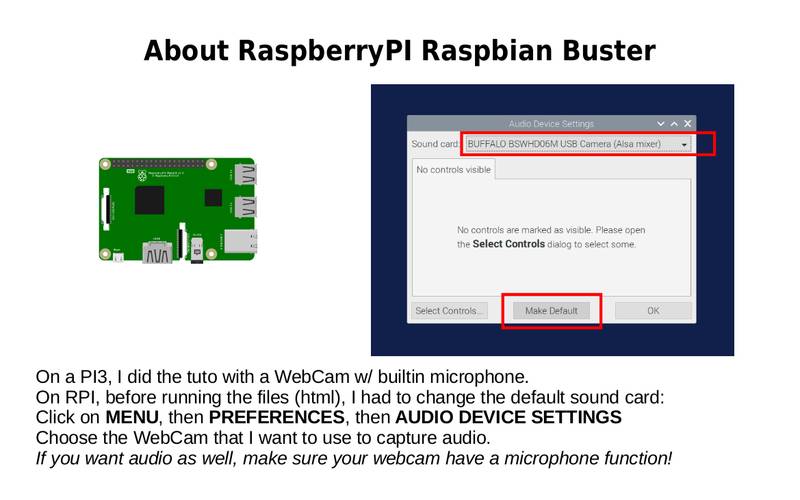 About RaspberryPI Raspbian Buster
Audio Device Settings
Sound card: BUFFALO BSWHD06M USB Camera (Alsa mixer)
No controls visible
No controls are marked as visible. Please open
the Select Controls dialog to select some.
Select Controls... Make Default OK
On a PI3, I did the tuto with a WebCam w/ builtin microphone.
On RPI, before running the files (html), I had to change the default sound card:
Click on MENU, then PREFERENCES, then AUDIO DEVICE SETTINGS
Choose the WebCam that I want to use to capture audio.
If you want audio as well, make sure your webcam have a microphone function!